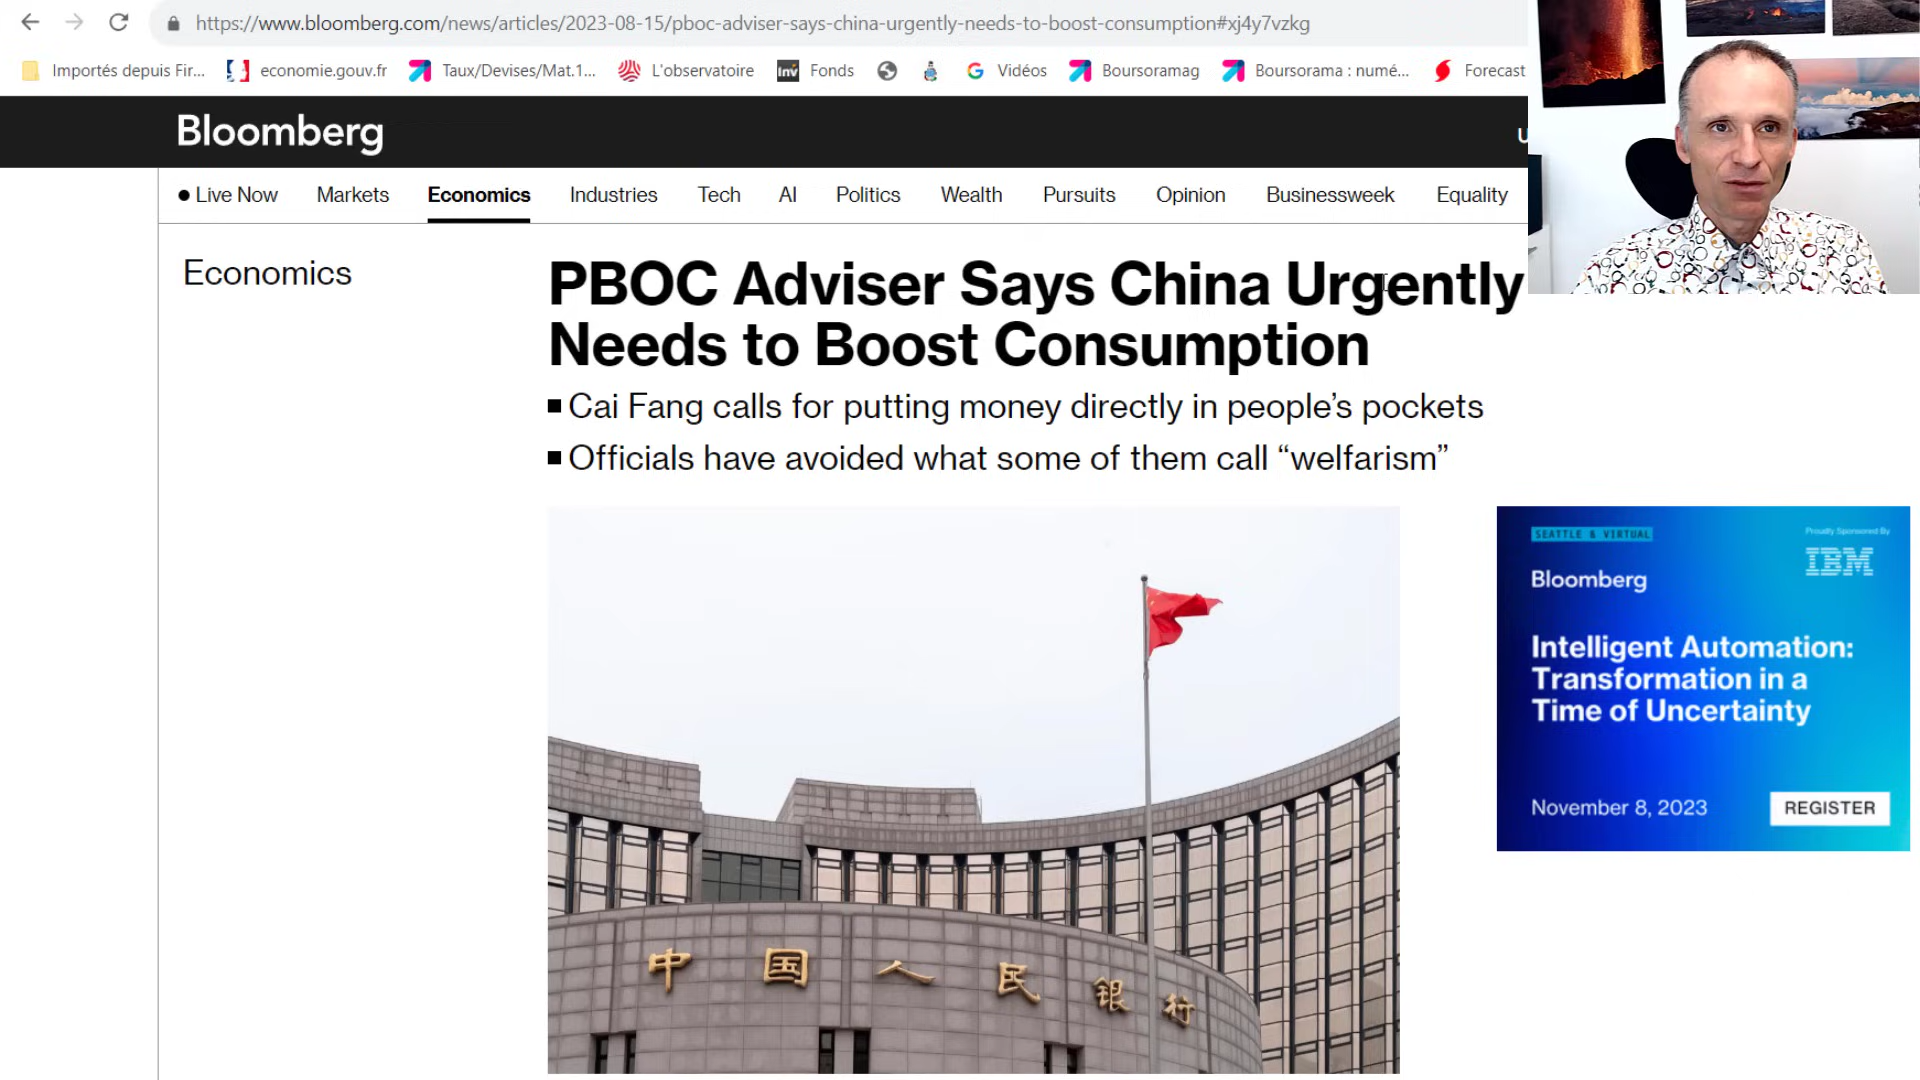 https://www.bloomberg.com/news/articles/2023-08-15/pboc-adviser-says-china-urgently-needs-to-boost-consumption#xj4y7vzkg
Importés depuis Fir... economie.gouv.fr Taux/Devises/Mat.1... L'observatoire inv Fonds Vidéos Boursoramag Boursorama : numé... Forecast
Bloomberg
Live Now Markets Economics Industries Tech AI Politics Wealth Pursuits Opinion Businessweek Equality
Economics
PBOC Adviser Says China Urgently
Needs to Boost Consumption
Cai Fang calls for putting money directly in people’s pockets
Officials have avoided what some of them call “welfarism”
中国人民银行
SEATTLE & VIRTUAL
Proudly Sponsored By
IBM
Bloomberg
Intelligent Automation:
Transformation in a
Time of Uncertainty
November 8, 2023
REGISTER